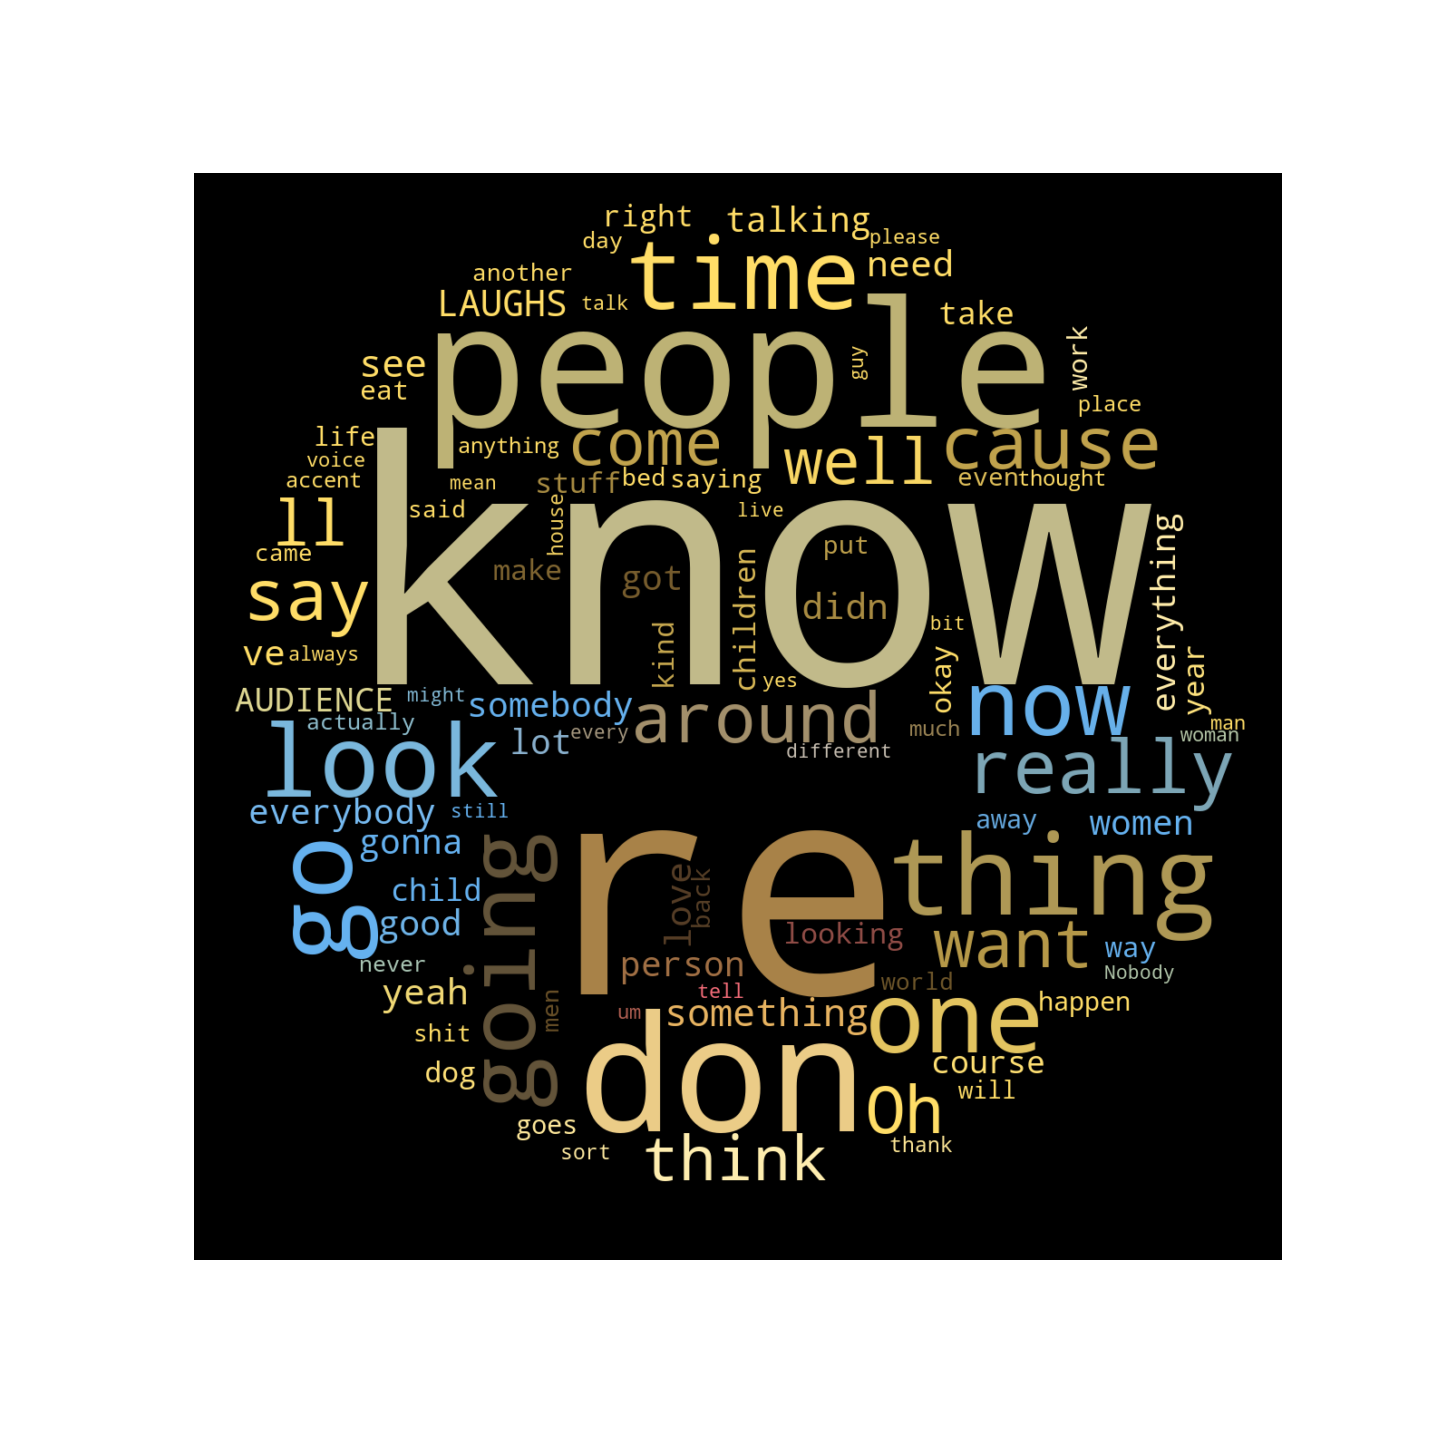 right
talking
day
please
time
another
need
LAUGHS
talk
take
people
guy
work
see
eat
place
life
come
well
cause
anything
voice
accent
mean
stuff
bed
saying
even
thought
know
ll
said
house
live
came
make
got
put
children
didn
everything
say
kind
bit
ve
always
yes
okay
year
AUDIENCE
might
somebody
around
now
actually
lot
every
much
man
woman
look
different
really
everybody
still
away
women
go
gonna
going
re
thing
child
love
back
good
looking
want
way
never
person
world
Nobody
yeah
tell
men
um
something
one
happen
shit
don
course
dog
Oh
will
goes
think
thank
sort